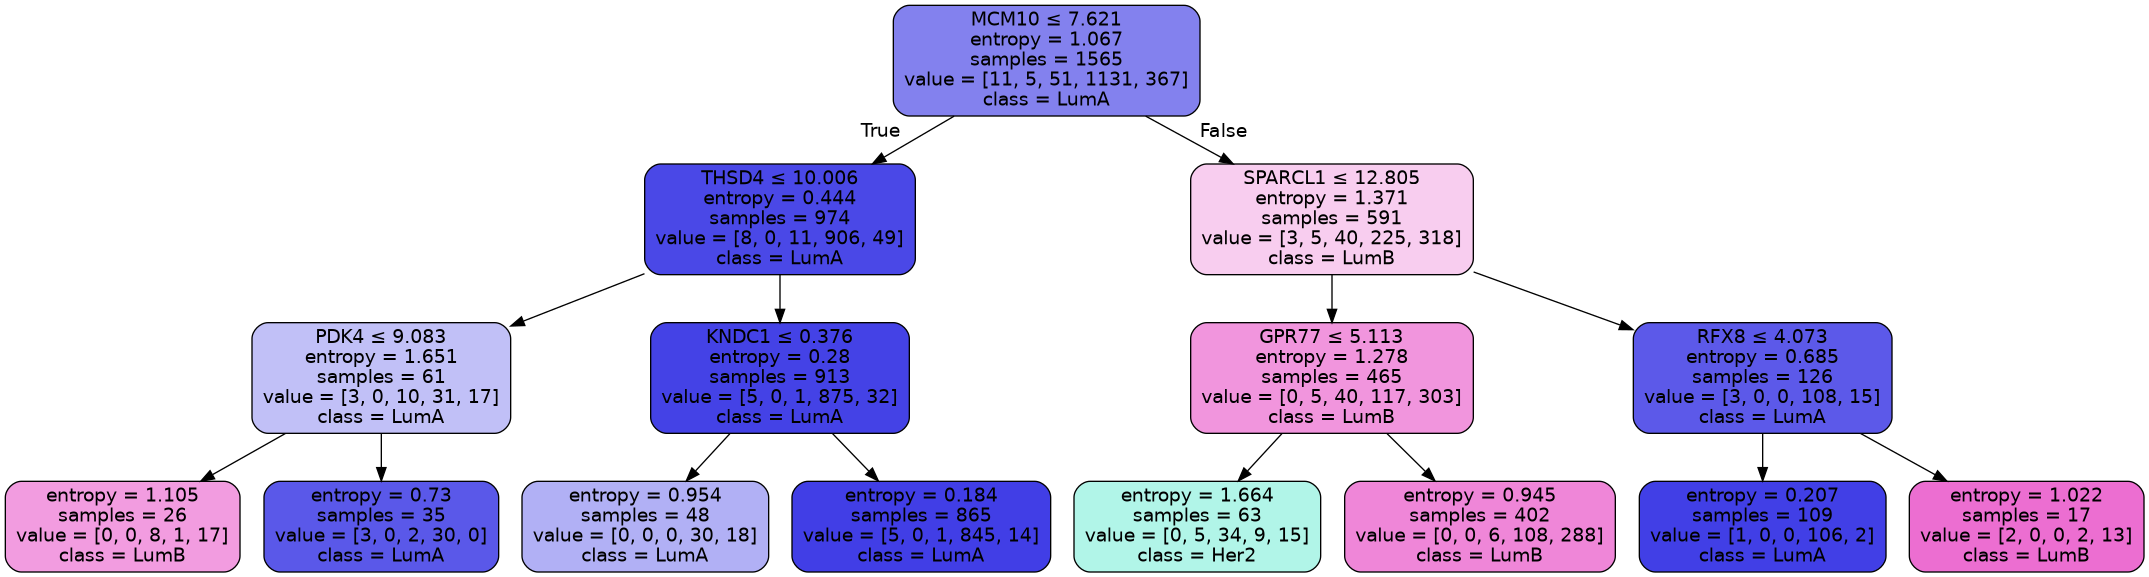 MCM10 ≤ 7.621
entropy = 1.067
samples = 1565
value = [11, 5, 51, 1131, 367]
class = LumA
True
False
THSD4 ≤ 10.006
entropy = 0.444
samples = 974
value = [8, 0, 11, 906, 49]
class = LumA
SPARCL1 ≤ 12.805
entropy = 1.371
samples = 591
value = [3, 5, 40, 225, 318]
class = LumB
PDK4 ≤ 9.083
entropy = 1.651
samples = 61
value = [3, 0, 10, 31, 17]
class = LumA
KNDC1 ≤ 0.376
entropy = 0.28
samples = 913
value = [5, 0, 1, 875, 32]
class = LumA
GPR77 ≤ 5.113
entropy = 1.278
samples = 465
value = [0, 5, 40, 117, 303]
class = LumB
RFX8 ≤ 4.073
entropy = 0.685
samples = 126
value = [3, 0, 0, 108, 15]
class = LumA
entropy = 1.105
samples = 26
value = [0, 0, 8, 1, 17]
class = LumB
entropy = 0.73
samples = 35
value = [3, 0, 2, 30, 0]
class = LumA
entropy = 0.954
samples = 48
value = [0, 0, 0, 30, 18]
class = LumA
entropy = 0.184
samples = 865
value = [5, 0, 1, 845, 14]
class = LumA
entropy = 1.664
samples = 63
value = [0, 5, 34, 9, 15]
class = Her2
entropy = 0.945
samples = 402
value = [0, 0, 6, 108, 288]
class = LumB
entropy = 0.207
samples = 109
value = [1, 0, 0, 106, 2]
class = LumA
entropy = 1.022
samples = 17
value = [2, 0, 0, 2, 13]
class = LumB